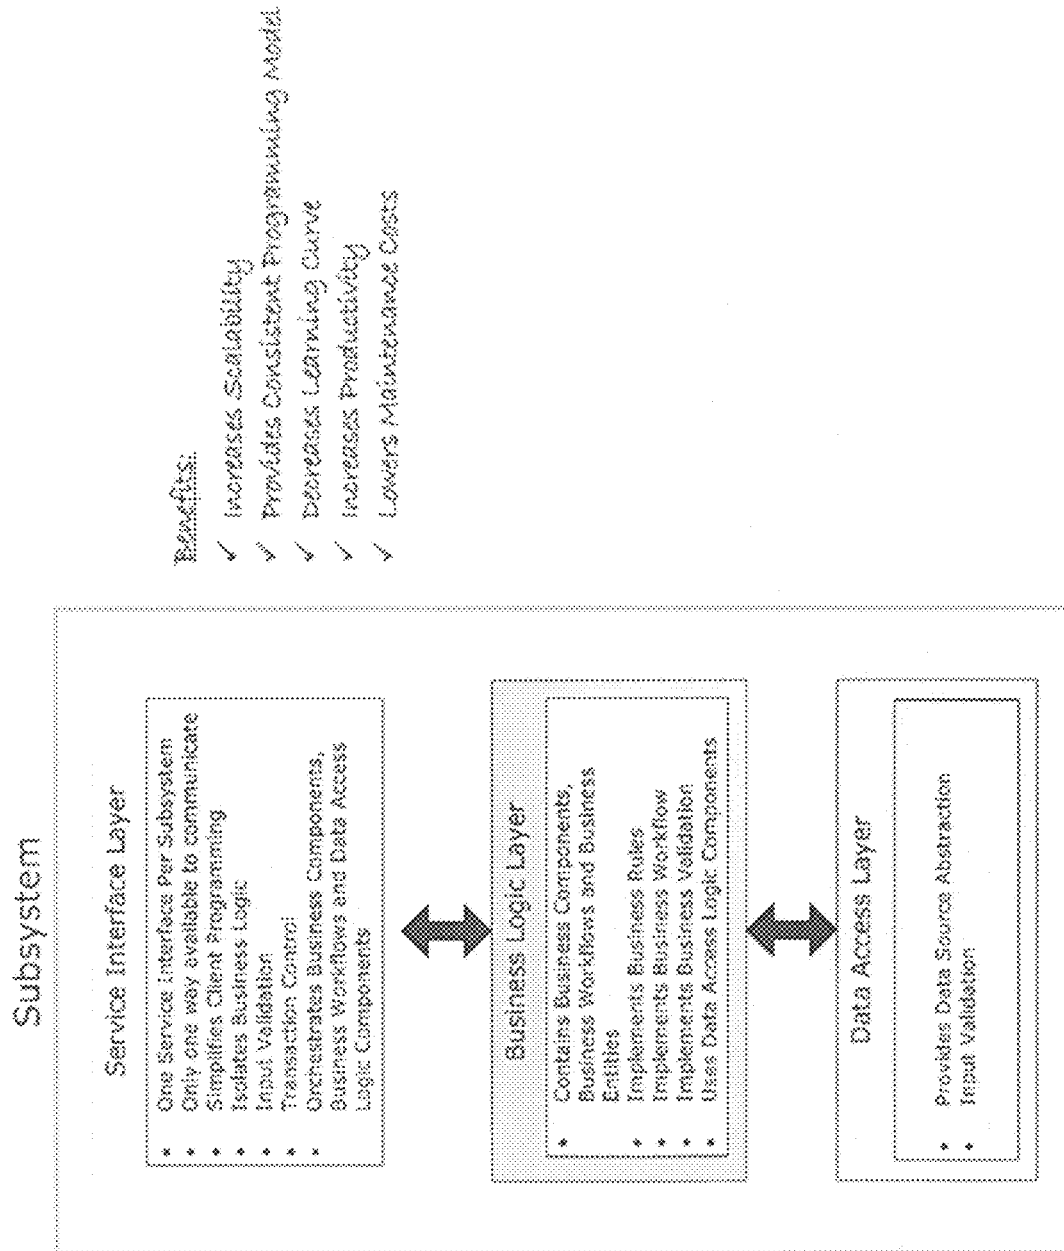 Subsystem
Service Interface Layer
• One Service Interface Per Subsystem
• Only one way available to communicate
• Simplifies Client Programming
• Isolates Business Logic
• Input Validation
• Transaction Control
• Orchestrates Business Components,
Business Workflows and Data Access
Logic Components
Business Logic Layer
• Contains Business Components,
Business Workflows and Business
Entities
• Implements Business Rules
• Implements Business Workflow
• Implements Business Validation
• Uses Data Access Logic Components
Data Access Layer
• Provides Data Source Abstraction
• Input Validation
Benefits:
✓ Increases Scalability
✓ Provides Consistent Programming Model
✓ Decreases Learning Curve
✓ Increases Productivity
✓ Lowers Maintenance Costs